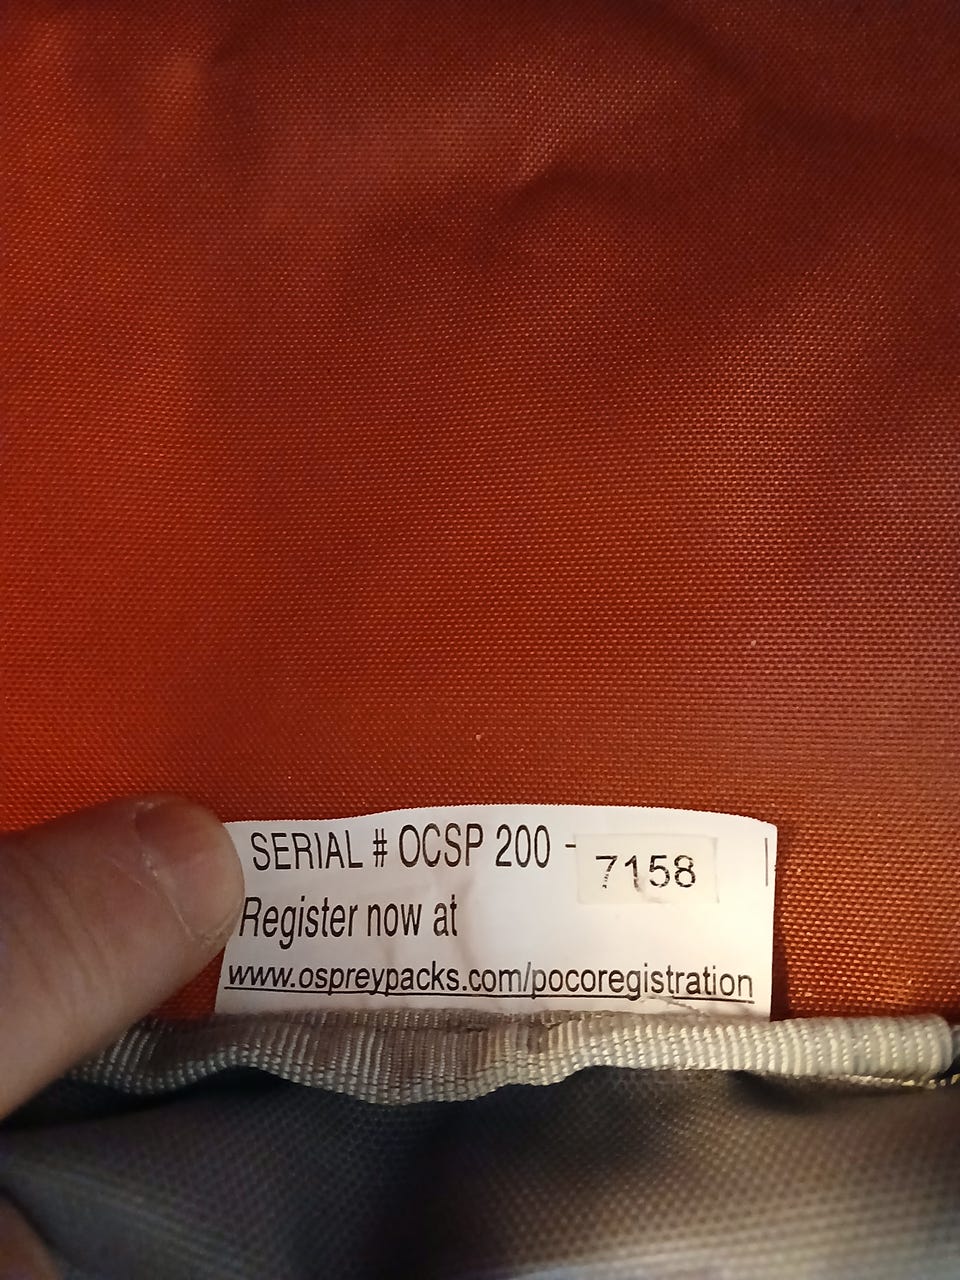 SERIAL # OCSP 200 - 7158
Register now at
www.ospreypacks.com/pocoregistration